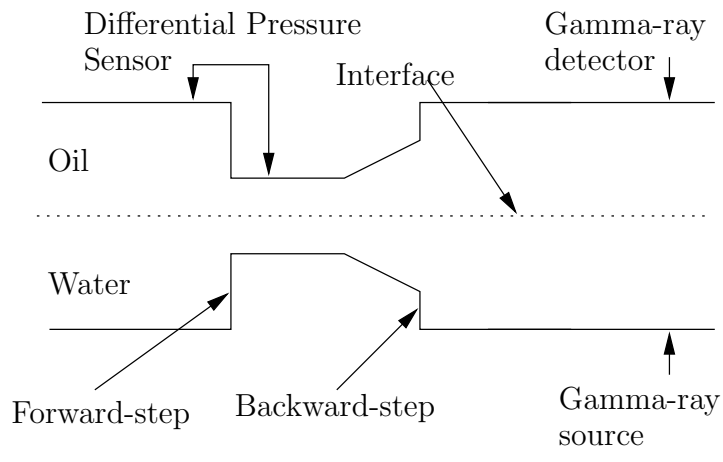 Differential Pressure
Sensor
Gamma-ray
detector
Interface
Oil
Water
Forward-step
Backward-step
Gamma-ray
source